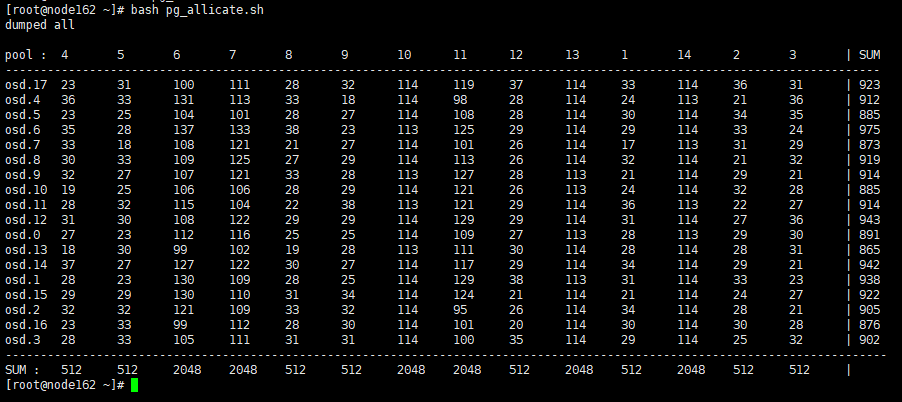 [root@node162 ~]# bash pg_allicate.sh
dumped all
pool : 4 5 6 7 8 9 10 11 12 13 1 14 2 3 | SUM
--------------------------------------------------------------------------------
osd.17 23 31 100 111 28 32 114 119 37 114 33 114 36 31 | 923
osd.4 36 33 131 113 33 18 114 98 28 114 24 113 21 36 | 912
osd.5 23 25 104 101 28 27 114 108 28 114 30 114 34 35 | 885
osd.6 35 28 137 133 38 23 113 125 29 114 29 114 33 24 | 975
osd.7 33 18 108 121 21 27 114 101 26 114 17 113 31 29 | 873
osd.8 30 33 109 125 27 29 114 113 26 114 32 114 21 32 | 919
osd.9 32 27 107 121 33 28 113 127 28 113 21 114 29 21 | 914
osd.10 19 25 106 106 28 29 114 121 26 113 24 114 32 28 | 885
osd.11 28 32 115 104 22 38 113 121 29 114 36 113 22 27 | 914
osd.12 31 30 108 122 29 29 114 129 29 114 31 114 27 36 | 943
osd.0 27 23 112 116 25 25 114 109 27 113 28 113 29 30 | 891
osd.13 18 30 99 102 19 28 113 111 30 114 28 114 28 31 | 865
osd.14 37 27 127 122 30 27 114 117 29 114 34 114 29 21 | 942
osd.1 28 23 130 109 28 25 114 129 38 113 31 114 33 23 | 938
osd.15 29 29 130 110 31 34 114 124 21 114 21 114 24 27 | 922
osd.2 32 32 121 109 33 32 114 95 26 114 34 114 28 21 | 905
osd.16 23 33 99 112 28 30 114 101 20 114 30 114 30 28 | 876
osd.3 28 33 105 111 31 31 114 100 35 114 29 114 25 32 | 902
--------------------------------------------------------------------------------
SUM : 512 512 2048 2048 512 512 2048 2048 512 2048 512 2048 512 512 |
[root@node162 ~]#